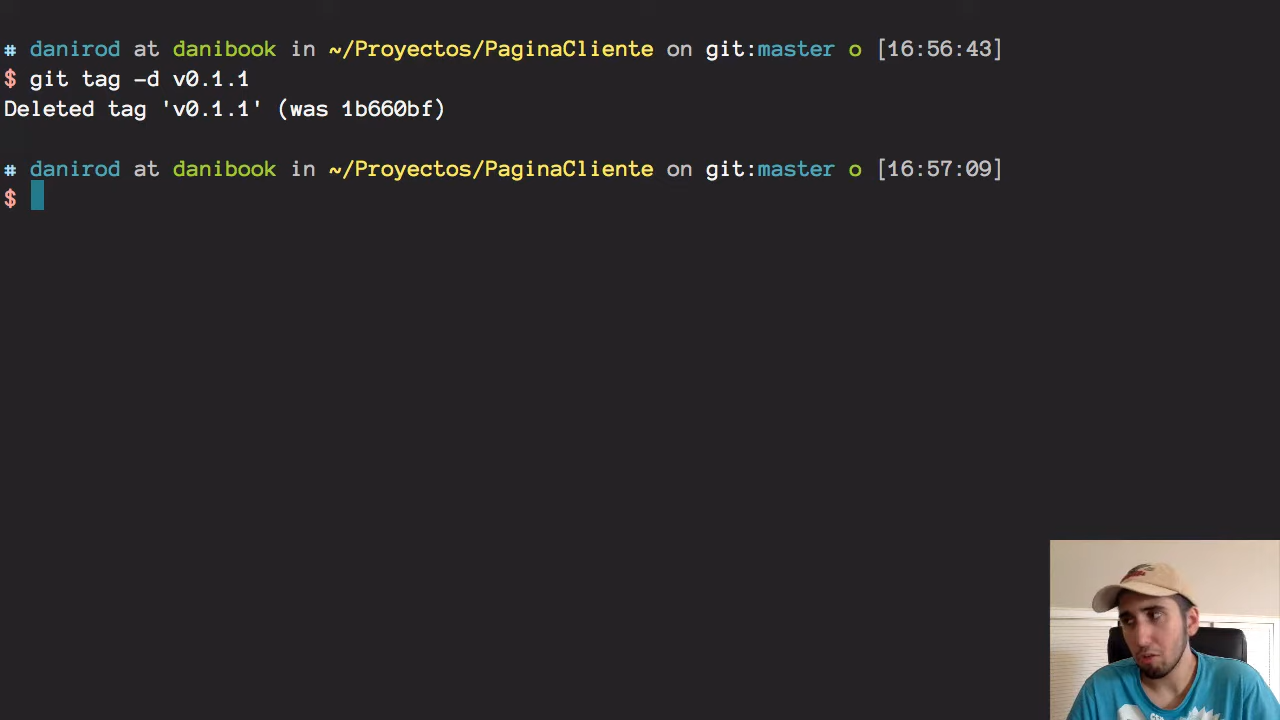 # danirod at danibook in ~/Proyectos/PaginaCliente on git:master o [16:56:43]
$ git tag -d v0.1.1
Deleted tag 'v0.1.1' (was 1b660bf)
# danirod at danibook in ~/Proyectos/PaginaCliente on git:master o [16:57:09]
$